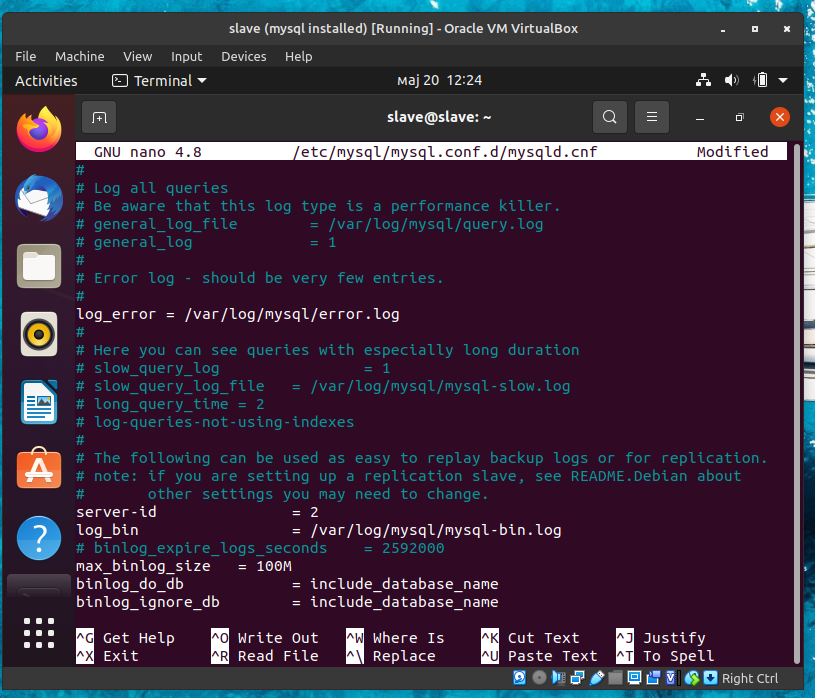 slave (mysql installed) [Running] - Oracle VM VirtualBox
File Machine View Input Devices Help
Activities Terminal мај 20 12:24
slave@slave: ~
GNU nano 4.8 /etc/mysql/mysql.conf.d/mysqld.cnf Modified
#
# Log all queries
# Be aware that this log type is a performance killer.
# general_log_file = /var/log/mysql/query.log
# general_log = 1
#
# Error log - should be very few entries.
#
log_error = /var/log/mysql/error.log
#
# Here you can see queries with especially long duration
# slow_query_log = 1
# slow_query_log_file = /var/log/mysql/mysql-slow.log
# long_query_time = 2
# log-queries-not-using-indexes
#
# The following can be used as easy to replay backup logs or for replication.
# note: if you are setting up a replication slave, see README.Debian about
# other settings you may need to change.
server-id = 2
log_bin = /var/log/mysql/mysql-bin.log
# binlog_expire_logs_seconds = 2592000
max_binlog_size = 100M
binlog_do_db = include_database_name
binlog_ignore_db = include_database_name
^G Get Help ^O Write Out ^W Where Is ^K Cut Text ^J Justify
^X Exit ^R Read File ^\ Replace ^U Paste Text ^T To Spell
Right Ctrl